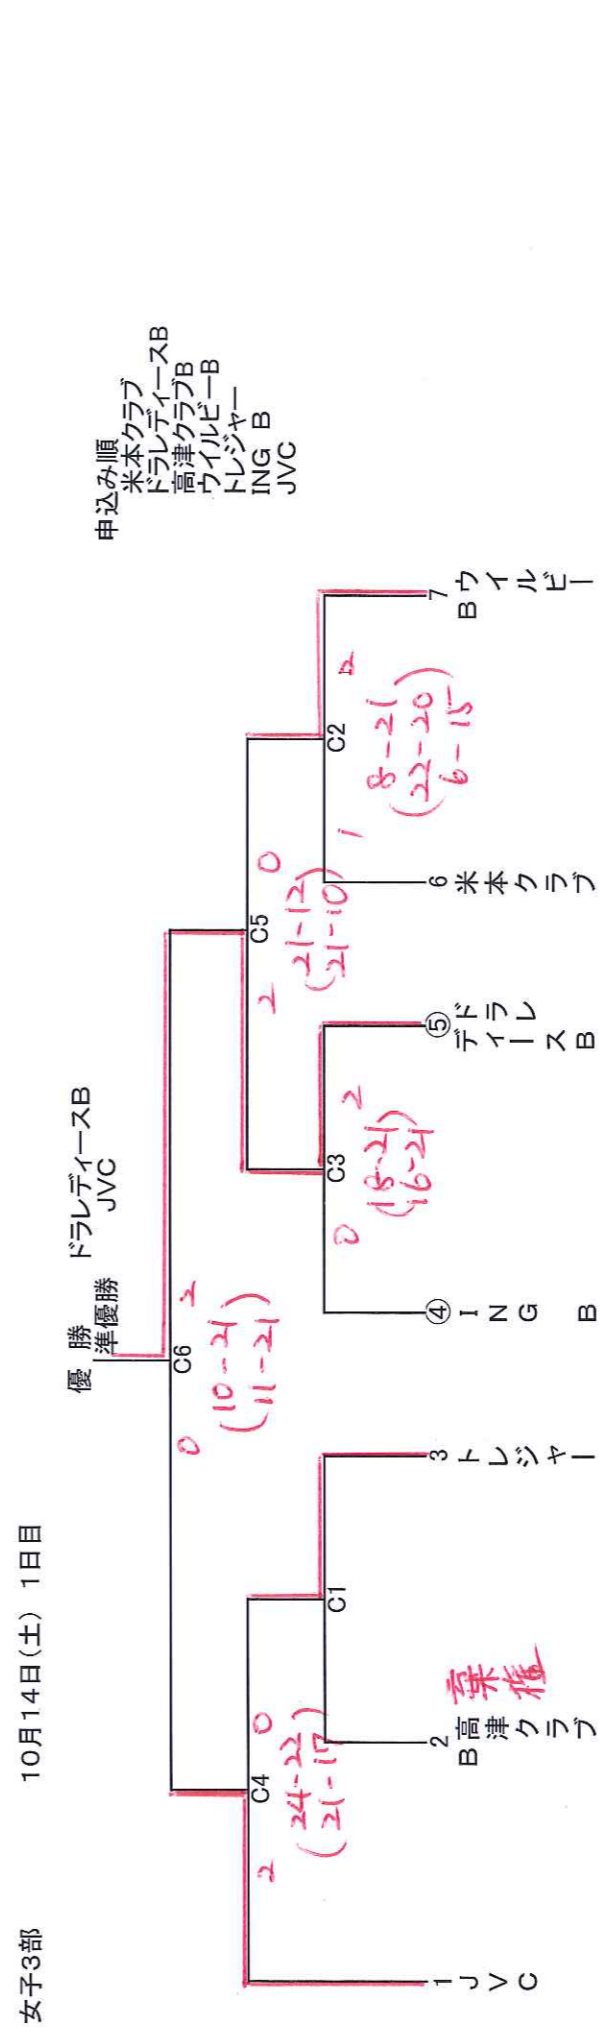 女子3部　10月14日(土)　1日目
優　勝　ドラレディースB
準優勝　JVC
申込み順
米本クラブ
ドラレディースB
高津クラブB
ウイルビーB
トレジャー
ING B
JVC
C6
0　2
(10-21
11-21)
C4
2　0
(24-22
21-17)
C5
2　0
(21-12
21-10)
C1
C3
0　2
(18-21
16-21)
C2
1　2
(8-21
22-20
6-15)
1 JVC
2 高津クラブB
棄権
3 トレジャー
④ ING B
⑤ ドラレディースB
6 米本クラブ
7 ウイルビーB